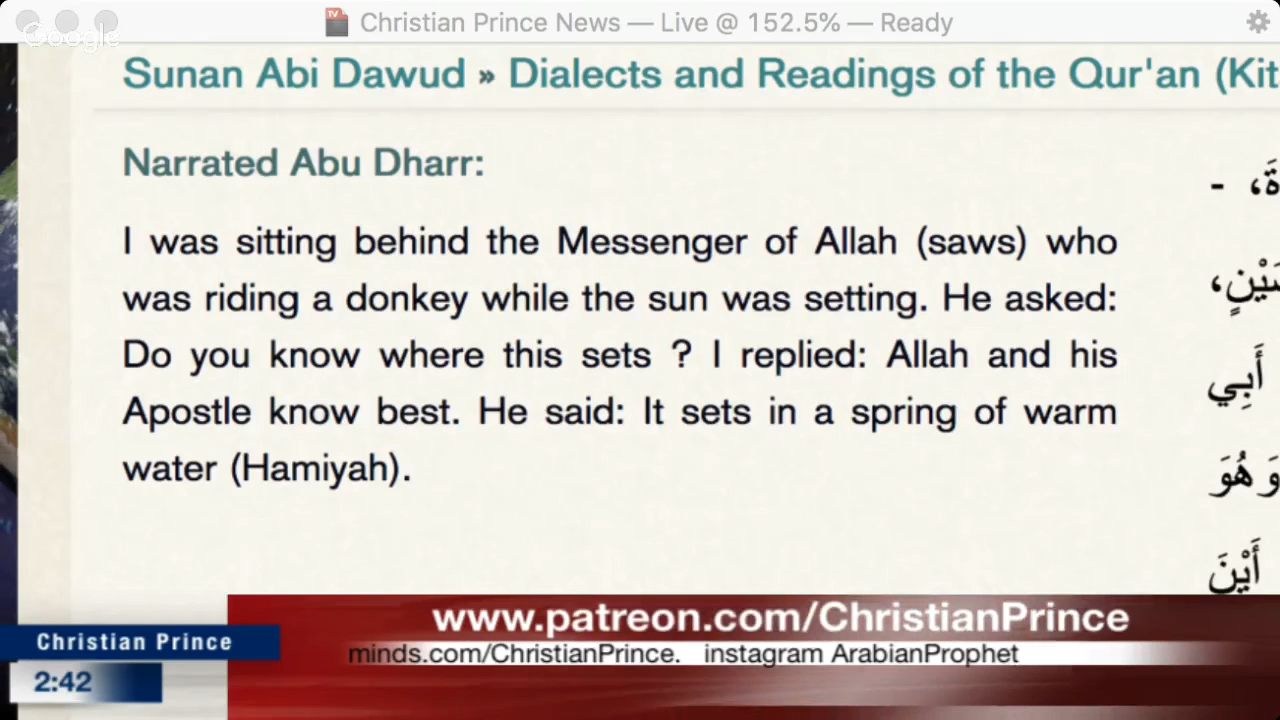 Christian Prince News — Live @ 152.5% — Ready
Google
Sunan Abi Dawud » Dialects and Readings of the Qur'an (Kit
Narrated Abu Dharr:
ةَ، -
I was sitting behind the Messenger of Allah (saws) who
was riding a donkey while the sun was setting. He asked:
Do you know where this sets ? I replied: Allah and his
أَبِي
Apostle know best. He said: It sets in a spring of warm
water (Hamiyah).
وَهُوَ
أَيْنَ
www.patreon.com/ChristianPrince
Christian Prince
minds.com/ChristianPrince. instagram ArabianProphet
2:42